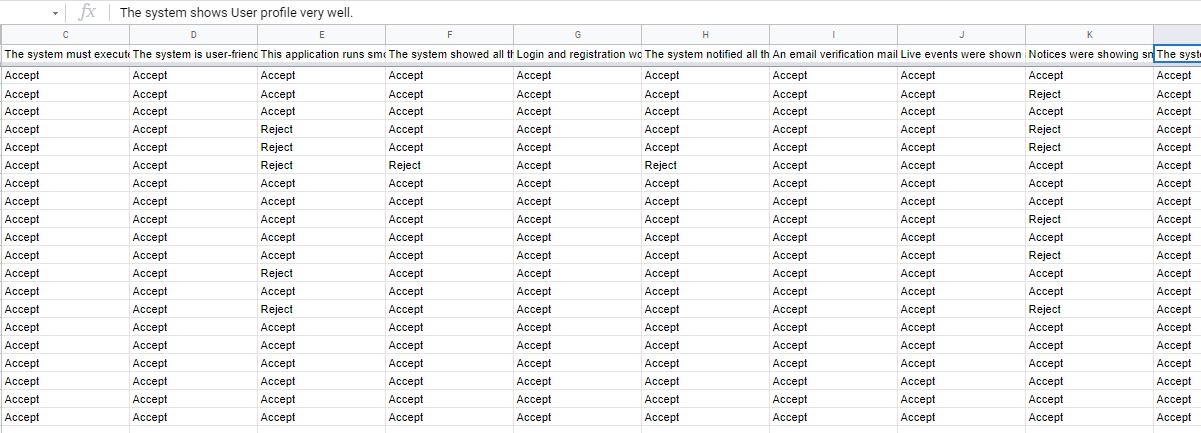 fx The system shows User profile very well.
C D E F G H I J K
The system must execut The system is user-friend This application runs smo The system showed all th Login and registration wo The system notified all th An email verification mail Live events were shown Notices were showing sm The syste
Accept Accept Accept Accept Accept Accept Accept Accept Accept Accept
Accept Accept Accept Accept Accept Accept Accept Accept Reject Accept
Accept Accept Accept Accept Accept Accept Accept Accept Accept Accept
Accept Accept Reject Accept Accept Accept Accept Accept Reject Accept
Accept Accept Reject Accept Accept Accept Accept Accept Reject Accept
Accept Accept Reject Reject Accept Reject Accept Accept Accept Accept
Accept Accept Accept Accept Accept Accept Accept Accept Accept Accept
Accept Accept Accept Accept Accept Accept Accept Accept Accept Accept
Accept Accept Accept Accept Accept Accept Accept Accept Reject Accept
Accept Accept Accept Accept Accept Accept Accept Accept Accept Accept
Accept Accept Accept Accept Accept Accept Accept Accept Reject Accept
Accept Accept Reject Accept Accept Accept Accept Accept Accept Accept
Accept Accept Accept Accept Accept Accept Accept Accept Accept Accept
Accept Accept Reject Accept Accept Accept Accept Accept Reject Accept
Accept Accept Accept Accept Accept Accept Accept Accept Accept Accept
Accept Accept Accept Accept Accept Accept Accept Accept Accept Accept
Accept Accept Accept Accept Accept Accept Accept Accept Accept Accept
Accept Accept Accept Accept Accept Accept Accept Accept Accept Accept
Accept Accept Accept Accept Accept Accept Accept Accept Accept Accept
Accept Accept Accept Accept Accept Accept Accept Accept Accept Accept